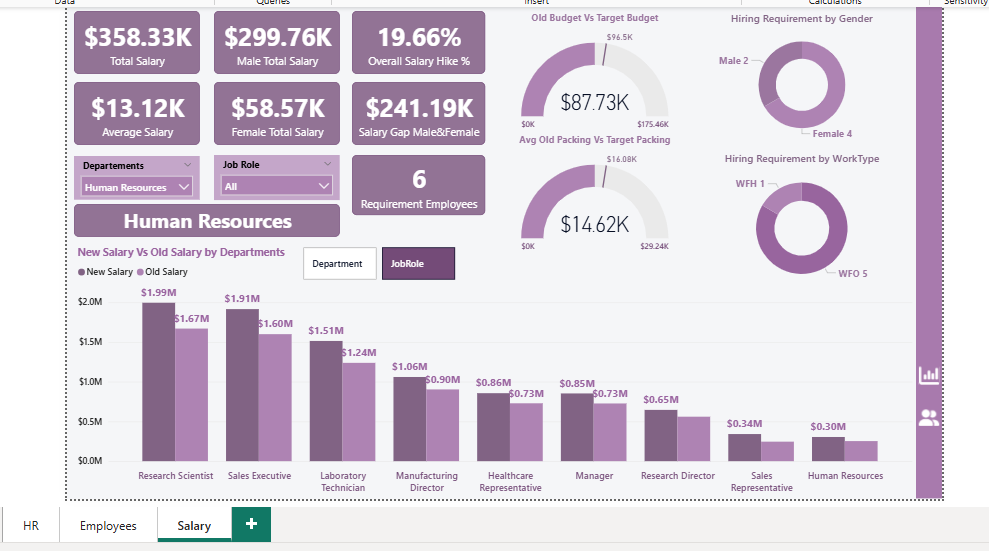 Data
Queries
Insert
Calculations
Sensitivity
$358.33K
Total Salary
$299.76K
Male Total Salary
19.66%
Overall Salary Hike %
$13.12K
Average Salary
$58.57K
Female Total Salary
$241.19K
Salary Gap Male&Female
Departements
Human Resources
Job Role
All
6
Requirement Employees
Human Resources
Old Budget Vs Target Budget
$96.5K
$87.73K
$0K
$175.46K
Avg Old Packing Vs Target Packing
$16.08K
$14.62K
$0K
$29.24K
Hiring Requirement by Gender
Male 2
Female 4
Hiring Requirement by WorkType
WFH 1
WFO 5
New Salary Vs Old Salary by Departments
New Salary
Old Salary
Department
JobRole
$2.0M
$1.5M
$1.0M
$0.5M
$0.0M
$1.99M
$1.67M
$1.91M
$1.60M
$1.51M
$1.24M
$1.06M
$0.90M
$0.86M
$0.73M
$0.85M
$0.73M
$0.65M
$0.34M
$0.30M
Research Scientist
Sales Executive
Laboratory
Technician
Manufacturing
Director
Healthcare
Representative
Manager
Research Director
Sales
Representative
Human Resources
HR
Employees
Salary
+